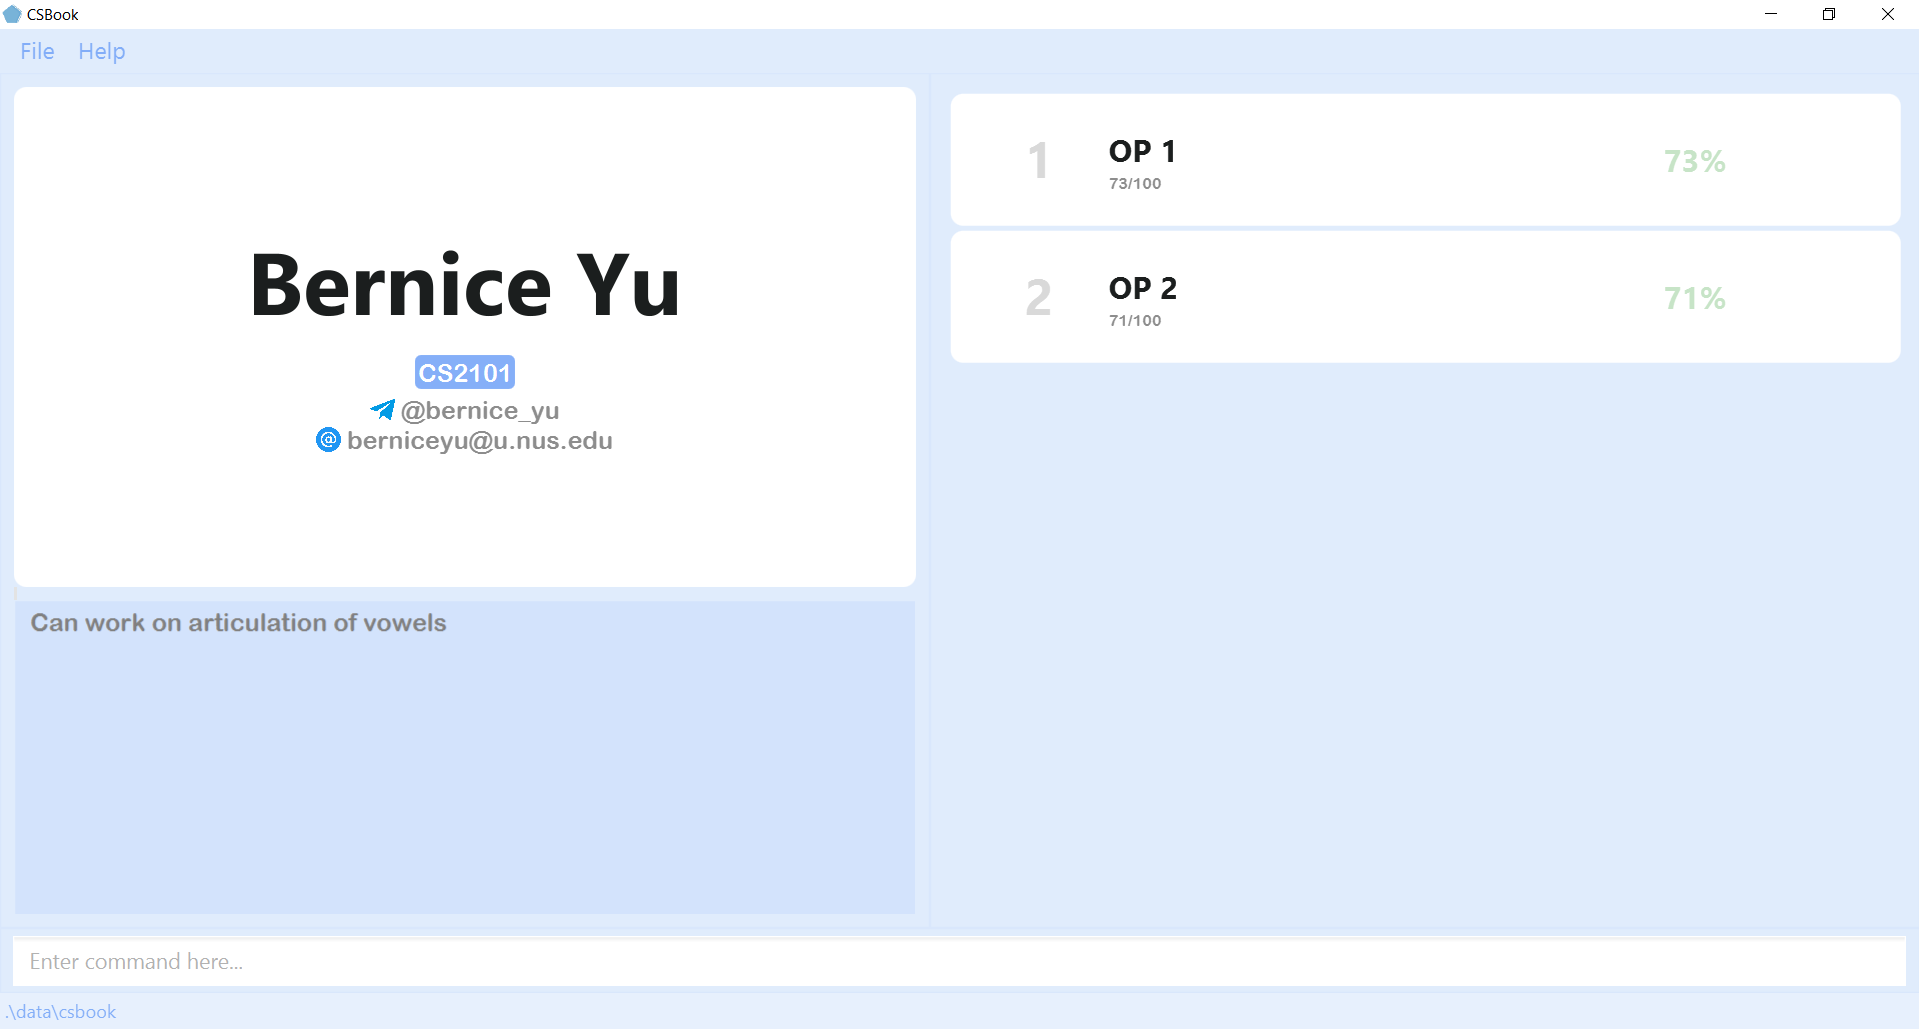 CSBook
File Help
Bernice Yu
CS2101
@bernice_yu
berniceyu@u.nus.edu
Can work on articulation of vowels
1
OP 1
73/100
73%
2
OP 2
71/100
71%
Enter command here...
.\data\csbook